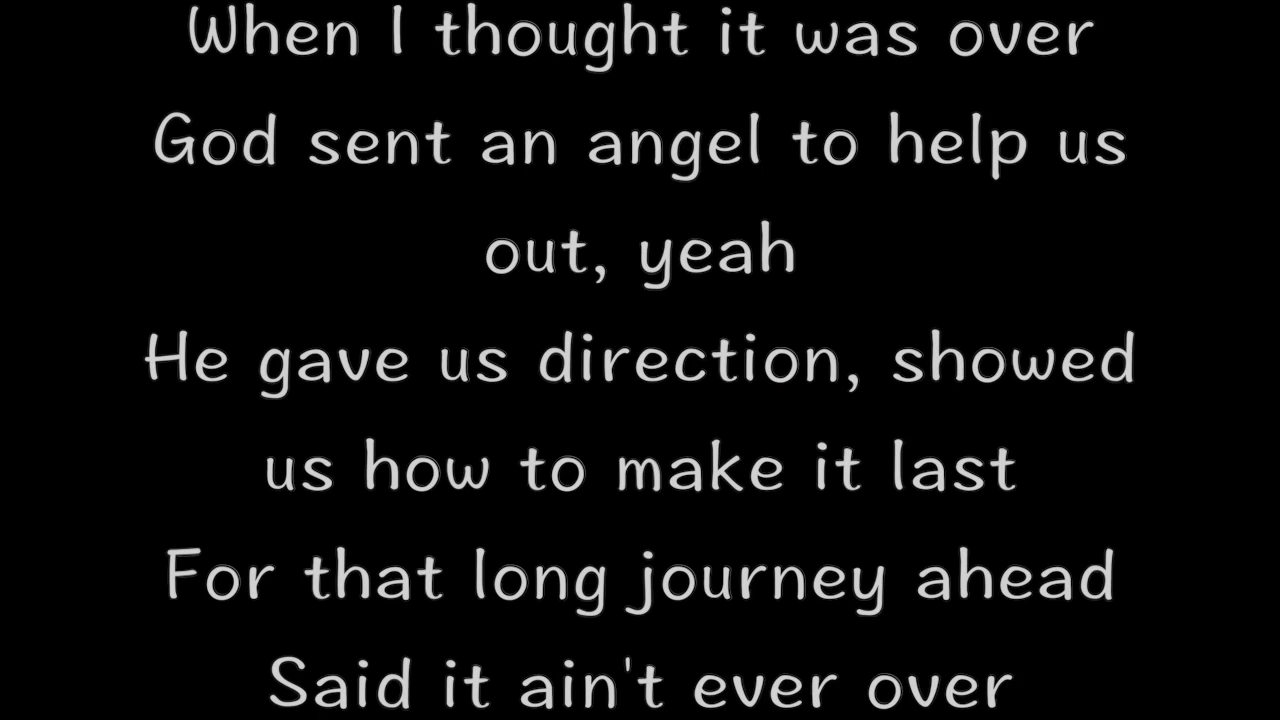 When I thought it was over
God sent an angel to help us
out, yeah
He gave us direction, showed
us how to make it last
For that long journey ahead
Said it ain't ever over